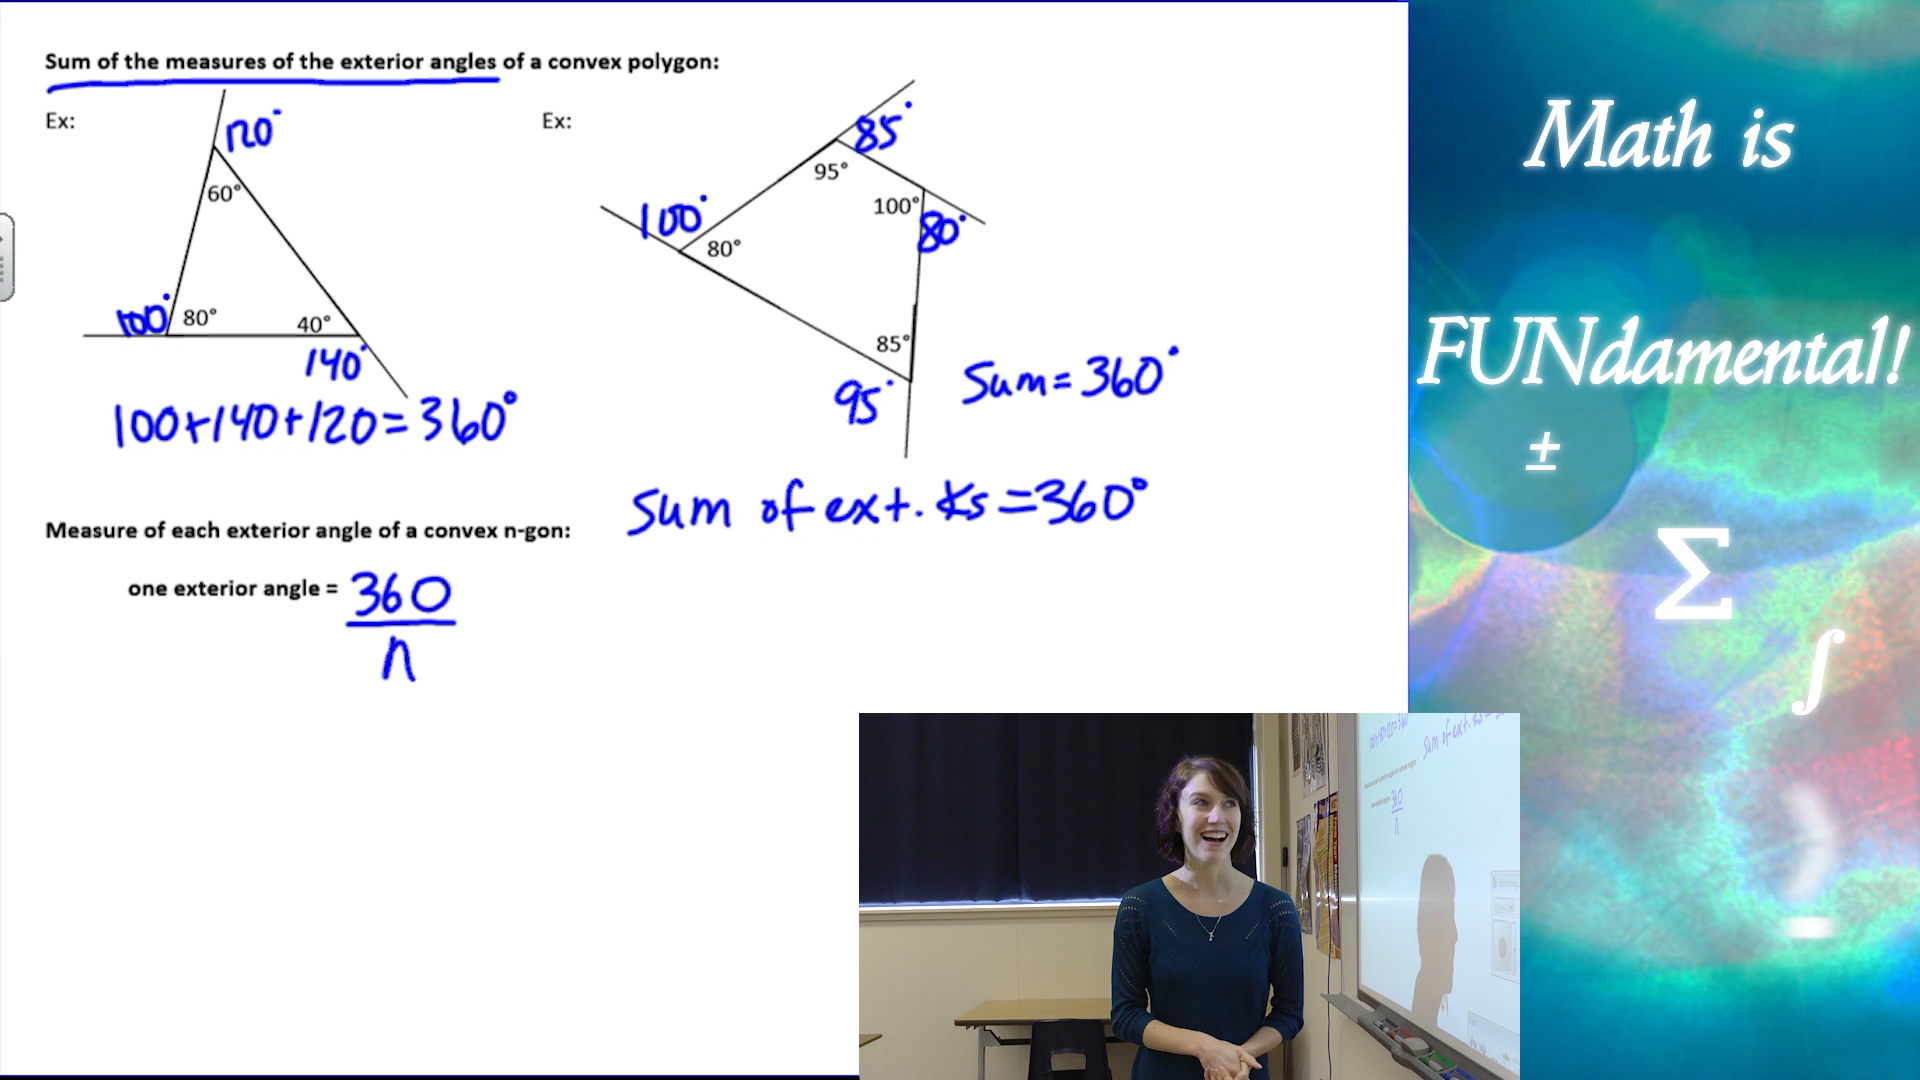 Sum of the measures of the exterior angles of a convex polygon:
Ex:
120°
60°
100°
80°
40°
140°
100+140+120=360°
Ex:
85°
95°
100°
100°
80°
80°
85°
95°
Sum=360°
Sum of ext. ∡s=360°
Measure of each exterior angle of a convex n-gon:
one exterior angle = 360
n
Math is
FUNdamental!
±
Σ
∫
360
n